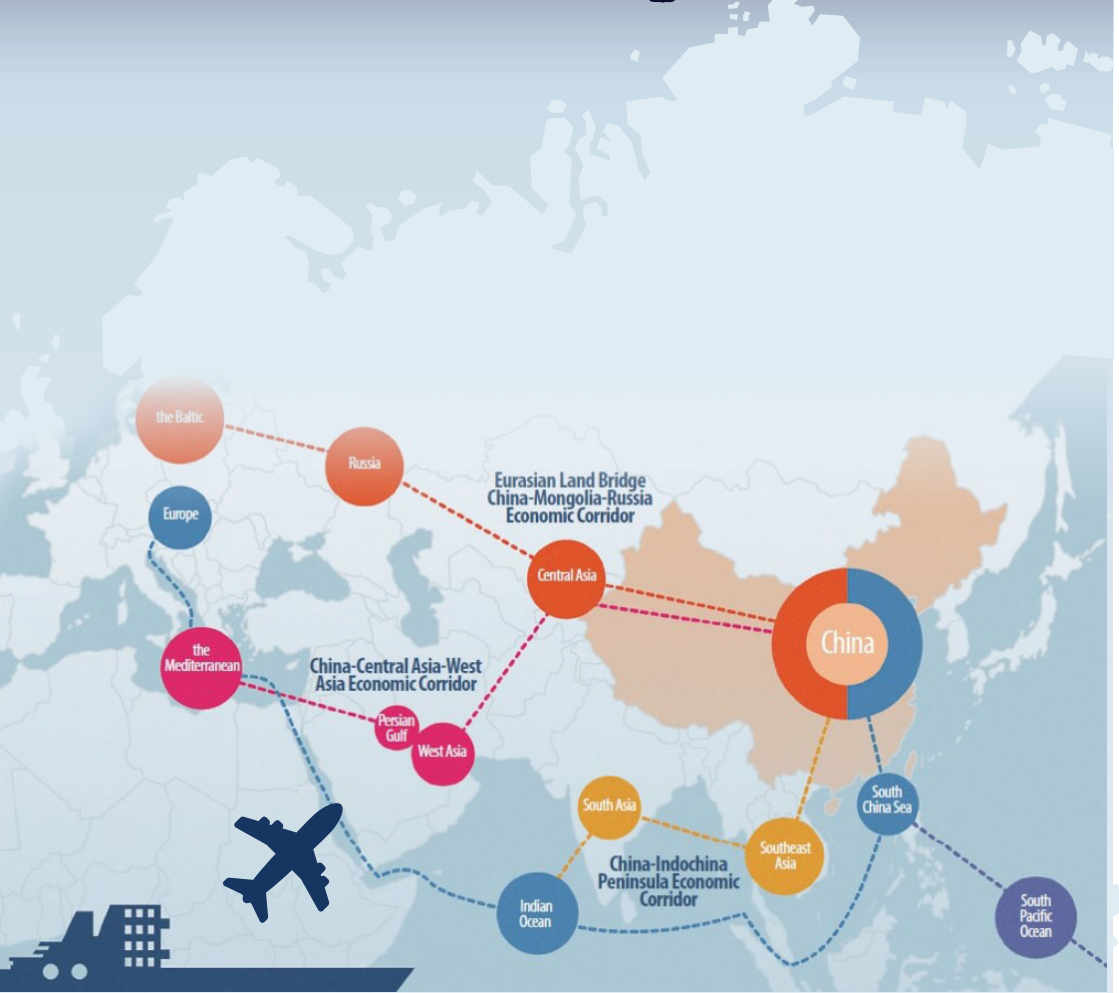 the Baltic
Russia
Europe
Eurasian Land Bridge
China-Mongolia-Russia
Economic Corridor
Central Asia
China
the
Mediterranean
China-Central Asia-West
Asia Economic Corridor
Persian
Gulf
West Asia
South Asia
South
China Sea
Southeast
Asia
China-Indochina
Peninsula Economic
Corridor
Indian
Ocean
South
Pacific
Ocean